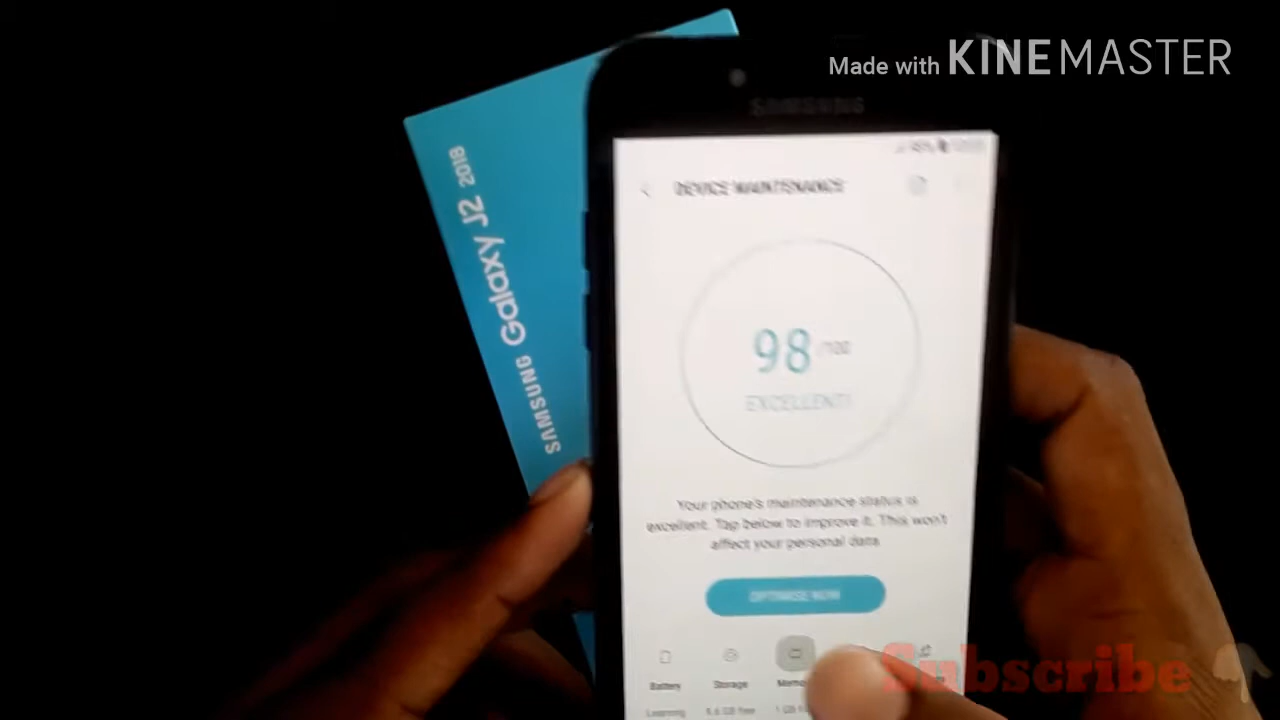 Made with KINEMASTER
SAMSUNG Galaxy J2 2018
SAMSUNG
DEVICE MAINTENANCE
98 /100
EXCELLENT!
Your phone's maintenance status is
excellent. Tap below to improve it. This won't
affect your personal data.
OPTIMISE NOW
Battery Storage
Subscribe